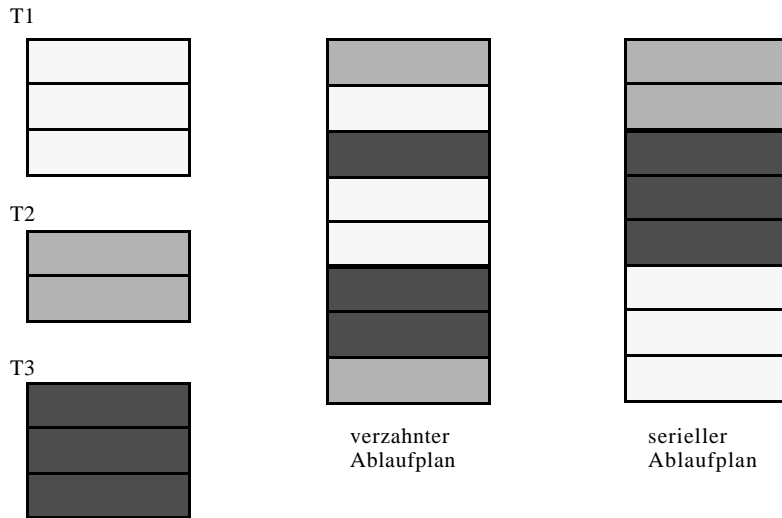 T1
T2
T3
verzahnter
Ablaufplan
serieller
Ablaufplan